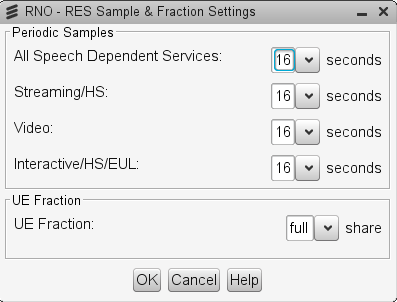 RNO - RES Sample & Fraction Settings
Periodic Samples
All Speech Dependent Services: 16 seconds
Streaming/HS: 16 seconds
Video: 16 seconds
Interactive/HS/EUL: 16 seconds
UE Fraction
UE Fraction: full share
OK Cancel Help